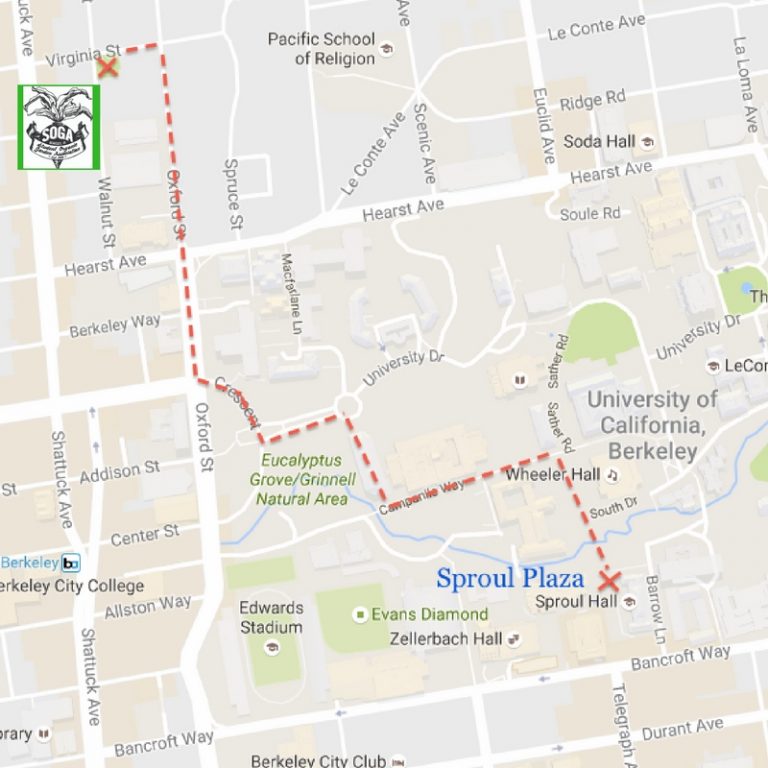 tuck Ave
Ave
Le Conte Ave
Pacific School
of Religion
Virginia St
La Loma Ave
Euclid Ave
Ridge Rd
SOGA
Scenic Ave
Le Conte Ave
Soda Hall
Hearst Ave
Spruce St
Oxford St
Walnut St
Hearst Ave
Soule Rd
Hearst Ave
Macfarlane Ln
Th
Berkeley Way
University Dr
Sather Rd
University Dr
LeCon
Crescent
University of
California,
Berkeley
Oxford St
Sather Rd
Shattuck Ave
Addison St
Eucalyptus
Grove/Grinnell
Natural Area
Wheeler Hall
St
Campanile Way
South Dr
Center St
Berkeley
erkeley City College
Sproul Plaza
Sproul Hall
Barrow Ln
Allston Way
Edwards
Stadium
Evans Diamond
Zellerbach Hall
Shattuck Ave
Bancroft Way
Telegraph A
brary
Bancroft Way
Durant Ave
Berkeley City Club